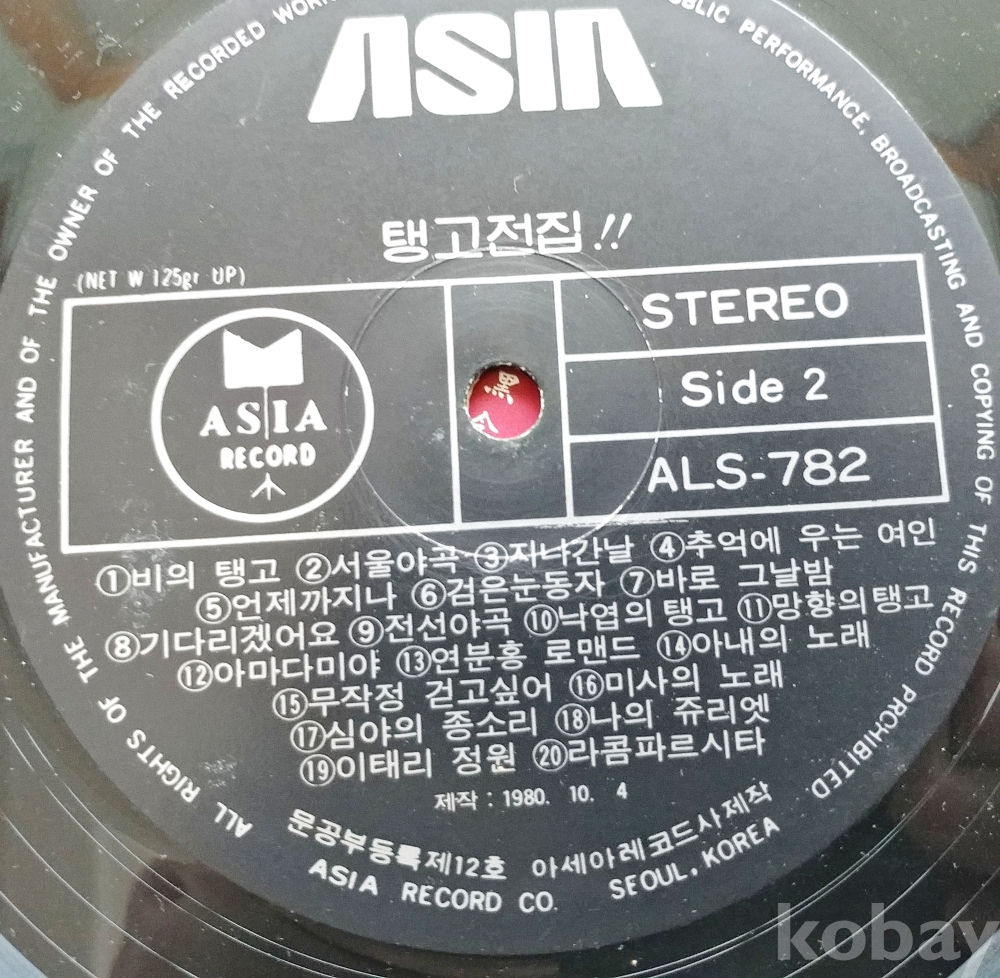 ASIA
탱고전집!!
(NET W 125gr UP)
STEREO
Side 2
ALS-782
ASIA
RECORD
①비의 탱고 ②서울야곡 ③지나간날 ④추억에 우는 여인
⑤언제까지나 ⑥검은눈동자 ⑦바로 그날밤
⑧기다리겠어요 ⑨전선야곡 ⑩낙엽의 탱고 ⑪망향의탱고
⑫아마다미야 ⑬연분홍 로맨드 ⑭아내의 노래
⑮무작정 걷고싶어 ⑯미사의 노래
⑰심야의 종소리 ⑱나의 쥬리엣
⑲이태리 정원 ⑳라콤파르시타
제작 : 1980. 10. 4
문공부등록제12호 아세아레코드사제작
ASIA RECORD CO. SEOUL, KOREA
ALL RIGHTS OF THE MANUFACTURER AND OF THE OWNER OF THE RECORDED WORK
PUBLIC PERFORMANCE, BROADCASTING AND COPYING OF THIS RECORD PRCHIBITED
kobay